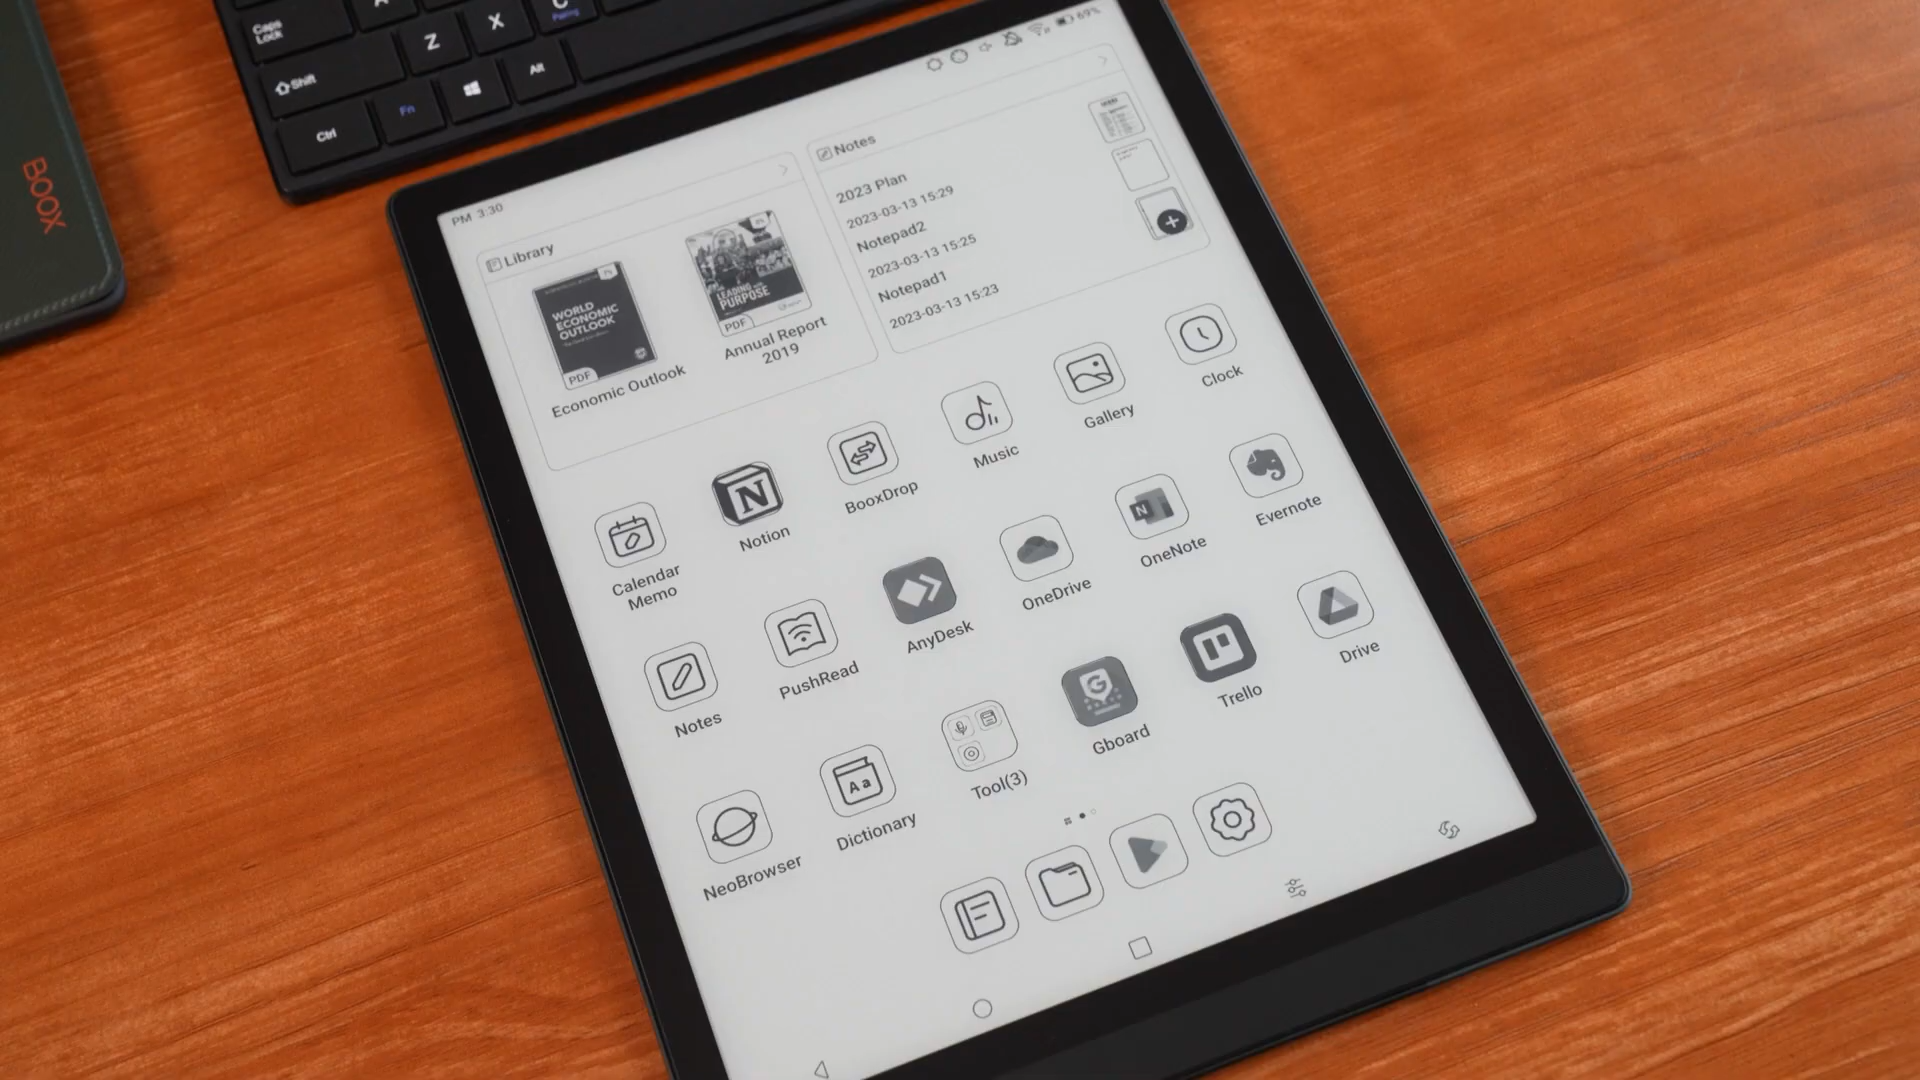 Caps
Lock
Z
X
C
Pairing
Shift
Ctrl
Fn
Alt
BOOX
PM 3:30
69%
Library
WORLD
ECONOMIC
OUTLOOK
PDF
Economic Outlook
LEADING
PURPOSE
PDF
Annual Report
2019
Notes
2023 Plan
2023-03-13 15:29
Notepad2
2023-03-13 15:25
Notepad1
2023-03-13 15:23
Calendar
Memo
Notion
BooxDrop
Music
Gallery
Clock
Notes
PushRead
AnyDesk
OneDrive
OneNote
Evernote
NeoBrowser
Aa
Dictionary
Tool(3)
Gboard
Trello
Drive